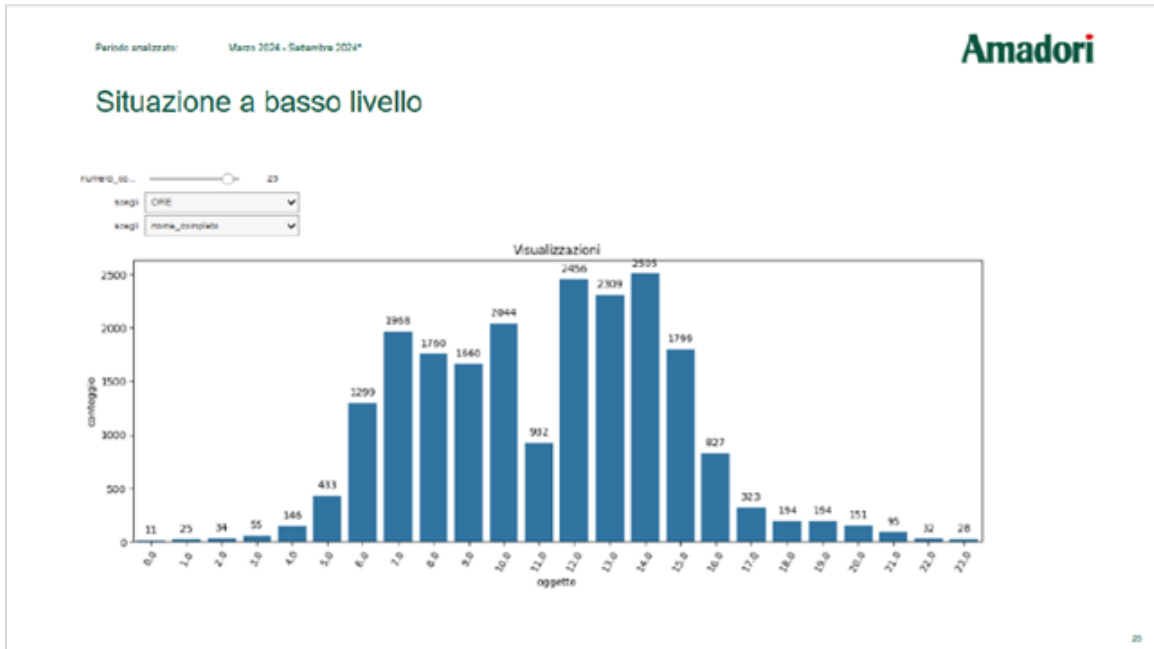 Periodo analizzato: Marzo 2024 - Settembre 2024*
Amadori
Situazione a basso livello
scegli ORE
scegli nome_completo
Visualizzazioni
conteggio
2500
2000
1500
1000
500
0
11 25 34 55 146 433 1299 1968 1760 1660 2044 932 2456 2309 1799 827 323 194 194 151 95 32 28
0.0 1.0 2.0 3.0 4.0 5.0 6.0 7.0 8.0 9.0 10.0 11.0 12.0 13.0 14.0 15.0 16.0 17.0 18.0 19.0 20.0 21.0 22.0 23.0
oggetto